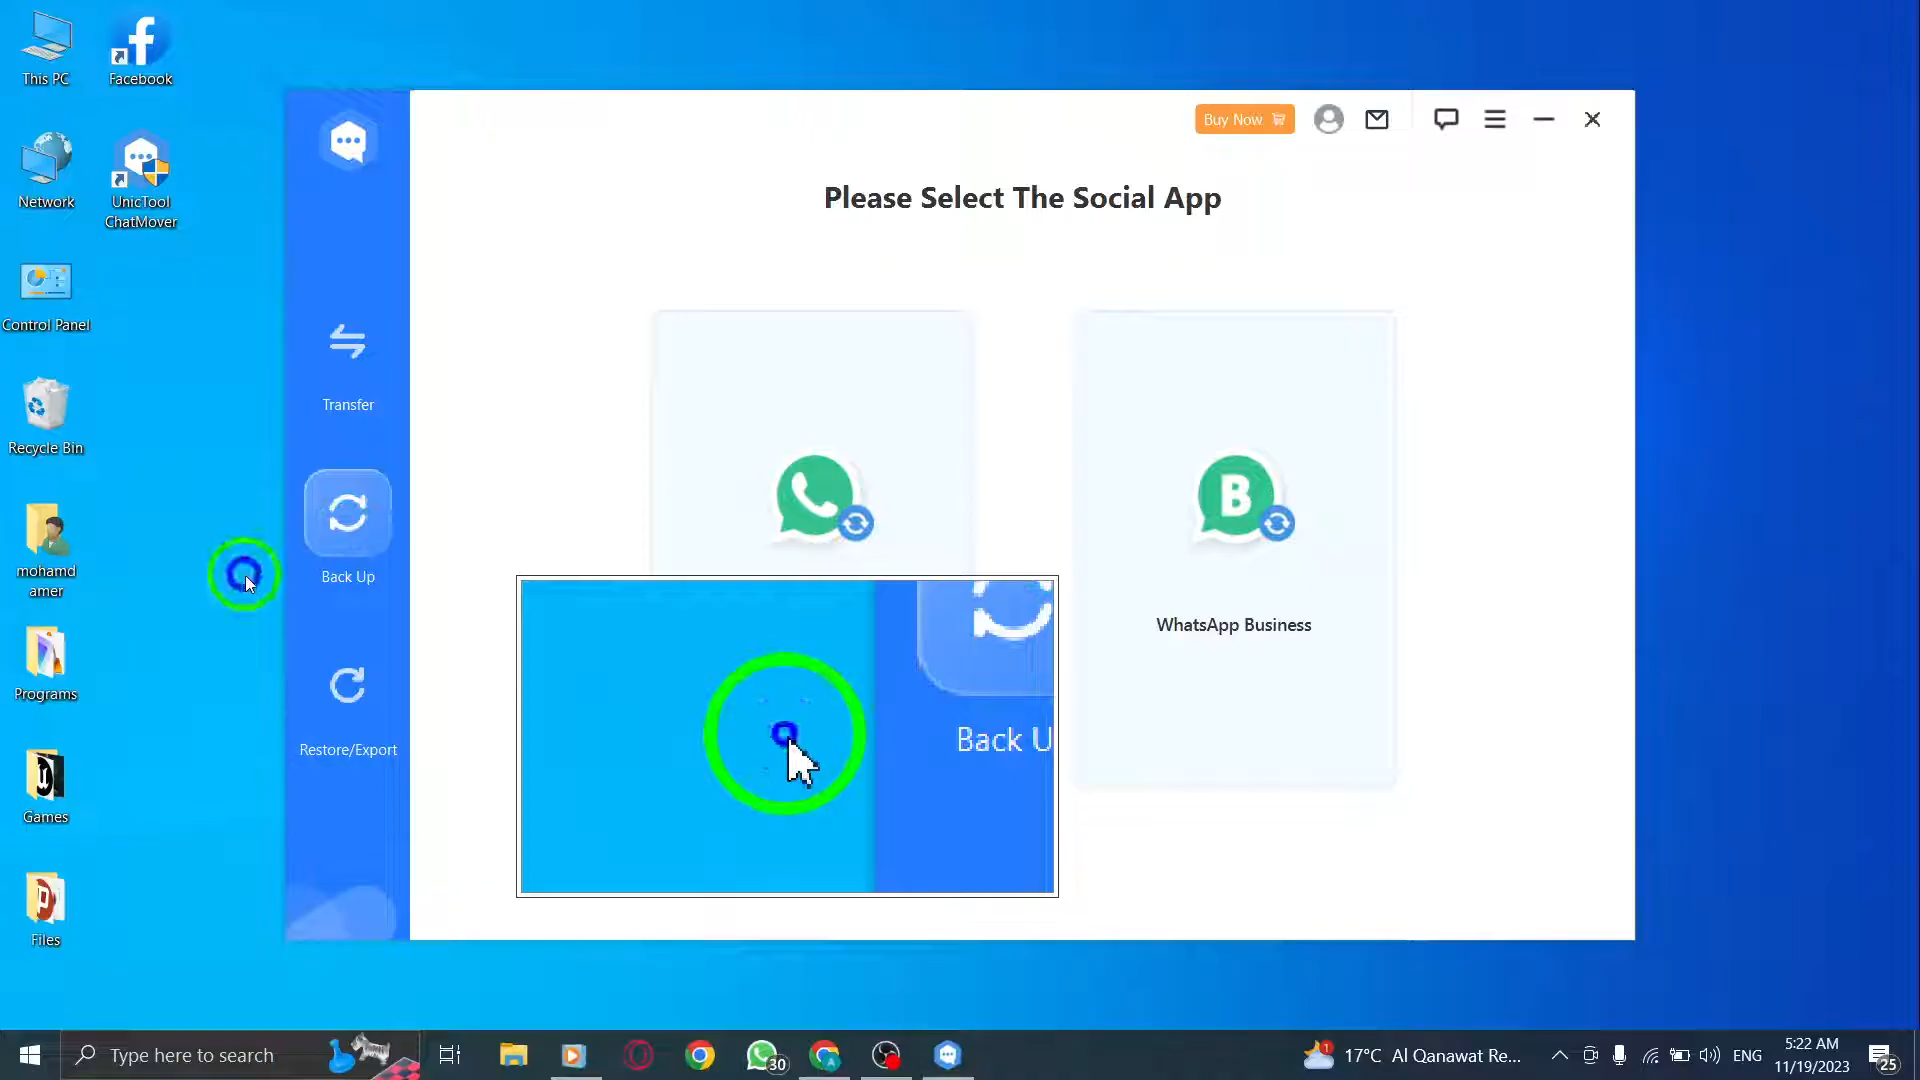 This PC
Facebook
Network
UnicTool
ChatMover
Control Panel
Recycle Bin
mohamd
amer
Programs
Games
Files
Buy Now
Please Select The Social App
Transfer
Back Up
Restore/Export
B
WhatsApp Business
Back U
Type here to search
30
A
1
17°C Al Qanawat Re...
ENG
5:22 AM
11/19/2023
25